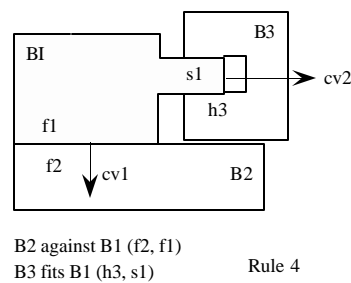 B3
BI
s1
cv2
h3
f1
f2
cv1
B2
B2 against B1 (f2, f1)
B3 fits B1 (h3, s1)
Rule 4